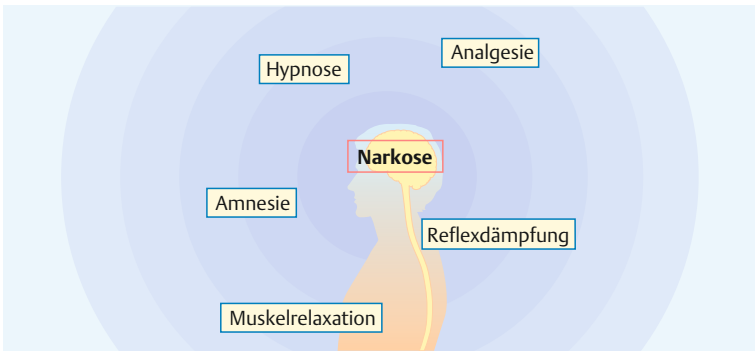 Analgesie
Hypnose
Narkose
Amnesie
Reflexdämpfung
Muskelrelaxation